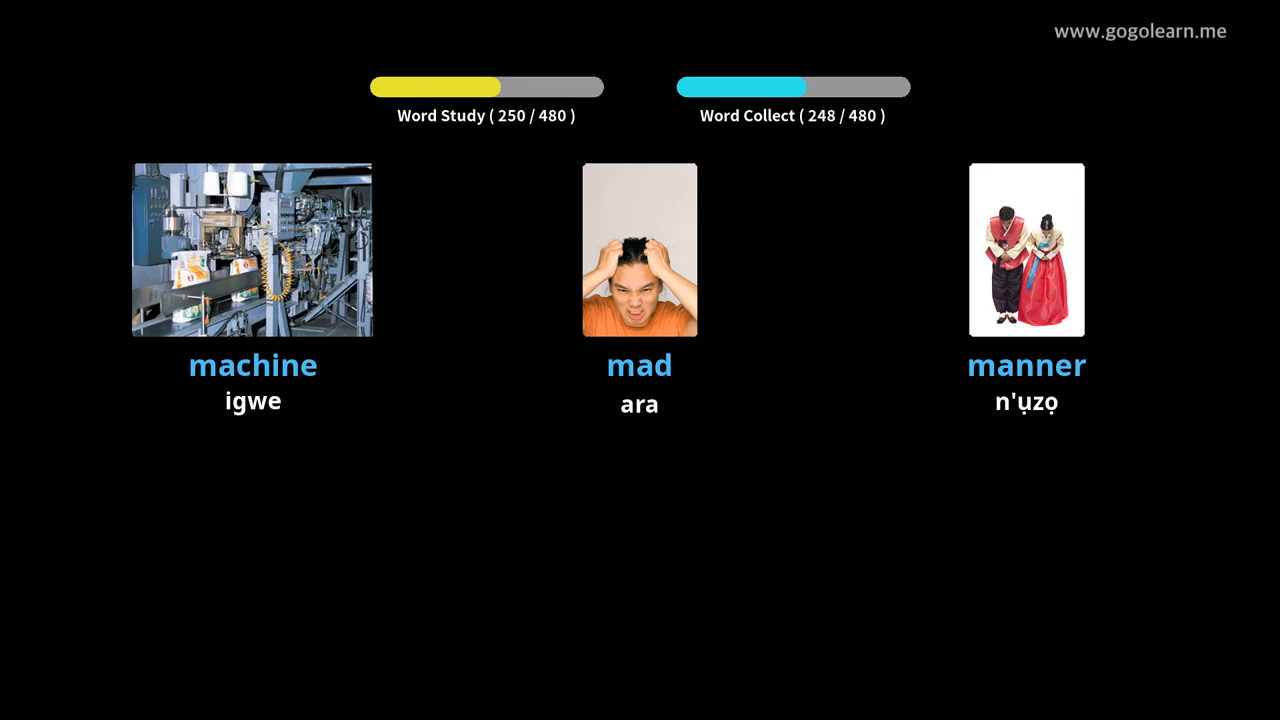 www.gogolearn.me
Word Study ( 250 / 480 )
Word Collect ( 248 / 480 )
machine
igwe
mad
ara
manner
n'ụzọ